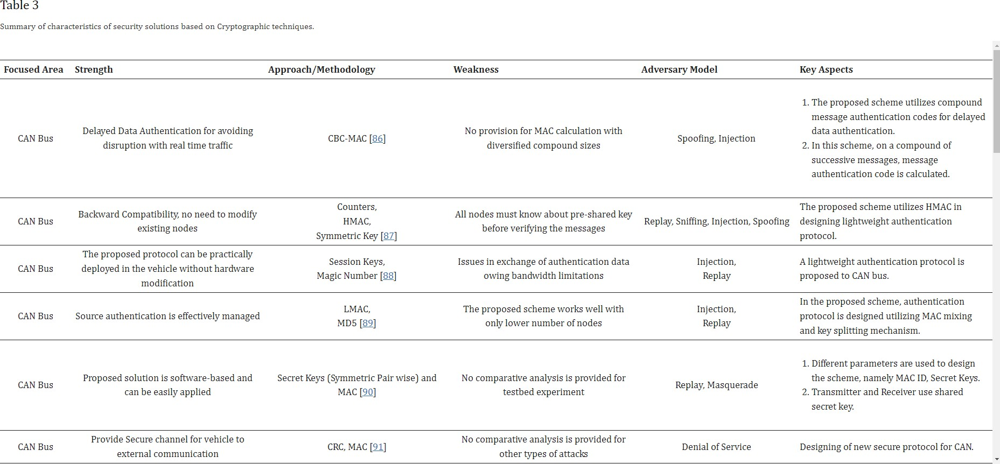 Table 3
Summary of characteristics of security solutions based on Cryptographic techniques.
Focused Area Strength Approach/Methodology Weakness Adversary Model Key Aspects
CAN Bus
Delayed Data Authentication for avoiding
disruption with real time traffic
CBC-MAC [86]
No provision for MAC calculation with
diversified compound sizes
Spoofing, Injection
1. The proposed scheme utilizes compound
message authentication codes for delayed
data authentication.
2. In this scheme, on a compound of
successive messages, message
authentication code is calculated.
CAN Bus
Backward Compatibility, no need to modify
existing nodes
Counters,
HMAC,
Symmetric Key [87]
All nodes must know about pre-shared key
before verifying the messages
Replay, Sniffing, Injection, Spoofing
The proposed scheme utilizes HMAC in
designing lightweight authentication
protocol.
CAN Bus
The proposed protocol can be practically
deployed in the vehicle without hardware
modification
Session Keys,
Magic Number [88]
Issues in exchange of authentication data
owing bandwidth limitations
Injection,
Replay
A lightweight authentication protocol is
proposed to CAN bus.
CAN Bus
Source authentication is effectively managed
LMAC,
MD5 [89]
The proposed scheme works well with
only lower number of nodes
Injection,
Replay
In the proposed scheme, authentication
protocol is designed utilizing MAC mixing
and key splitting mechanism.
CAN Bus
Proposed solution is software-based and
can be easily applied
Secret Keys (Symmetric Pair wise) and
MAC [90]
No comparative analysis is provided for
testbed experiment
Replay, Masquerade
1. Different parameters are used to design
the scheme, namely MAC ID, Secret Keys.
2. Transmitter and Receiver use shared
secret key.
CAN Bus
Provide Secure channel for vehicle to
external communication
CRC, MAC [91]
No comparative analysis is provided for
other types of attacks
Denial of Service
Designing of new secure protocol for CAN.